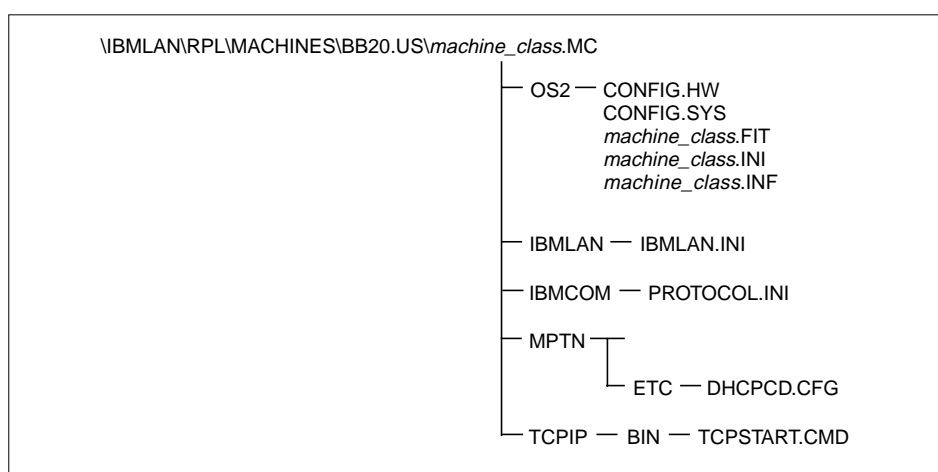 \IBMLAN\RPL\MACHINES\BB20.US\machine_class.MC
OS2 CONFIG.HW
CONFIG.SYS
machine_class.FIT
machine_class.INI
machine_class.INF
IBMLAN IBMLAN.INI
IBMCOM PROTOCOL.INI
MPTN
ETC DHCPCD.CFG
TCPIP BIN TCPSTART.CMD